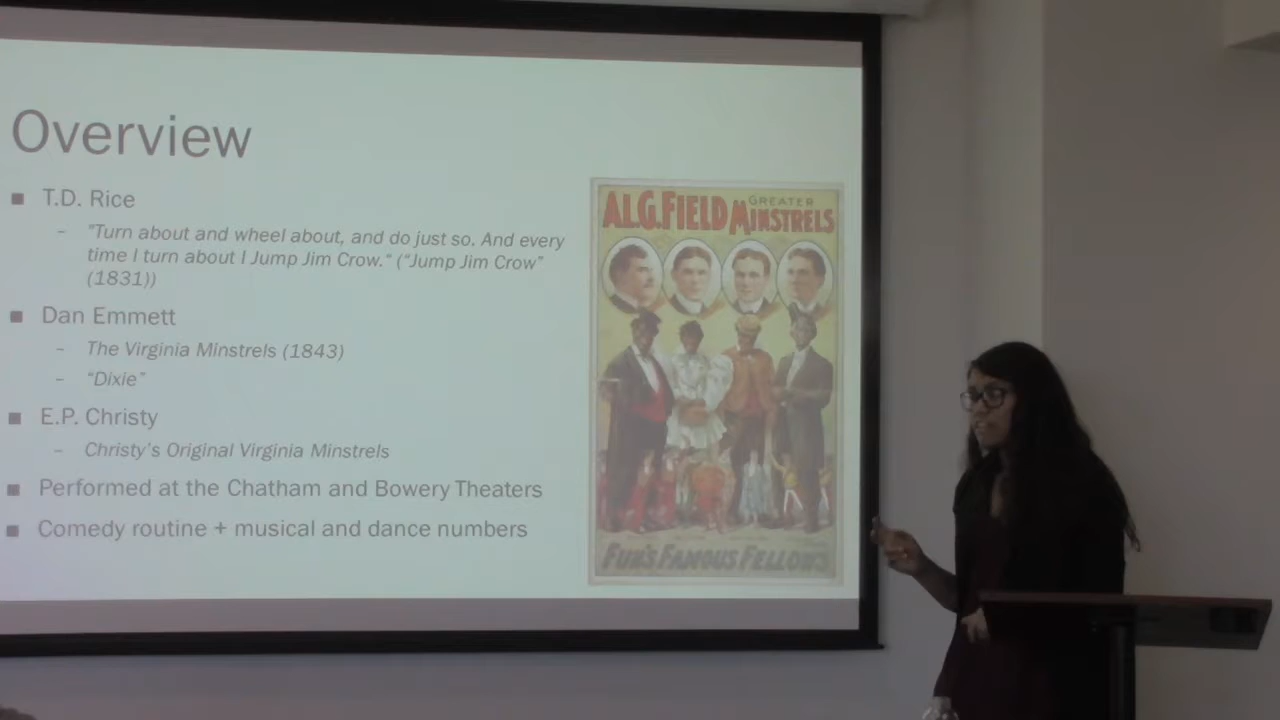 Overview
■ T.D. Rice
– "Turn about and wheel about, and do just so. And every
time I turn about I Jump Jim Crow." ("Jump Jim Crow"
(1831))
■ Dan Emmett
– The Virginia Minstrels (1843)
– "Dixie"
■ E.P. Christy
– Christy's Original Virginia Minstrels
■ Performed at the Chatham and Bowery Theaters
■ Comedy routine + musical and dance numbers
AL.G. FIELD GREATER MINSTRELS
FUN'S FAMOUS FELLOWS